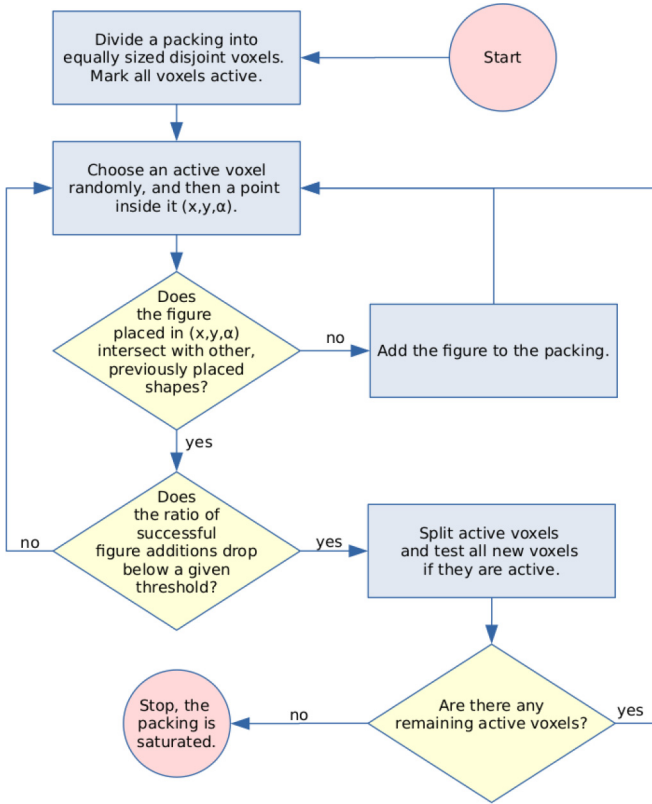 Start
Divide a packing into
equally sized disjoint voxels.
Mark all voxels active.
Choose an active voxel
randomly, and then a point
inside it (x,y,α).
Does
the figure
placed in (x,y,α)
intersect with other,
previously placed
shapes?
no
Add the figure to the packing.
yes
Does
the ratio of
successful
figure additions drop
below a given
threshold?
no
yes
Split active voxels
and test all new voxels
if they are active.
Are there any
remaining active voxels?
yes
no
Stop, the
packing is
saturated.